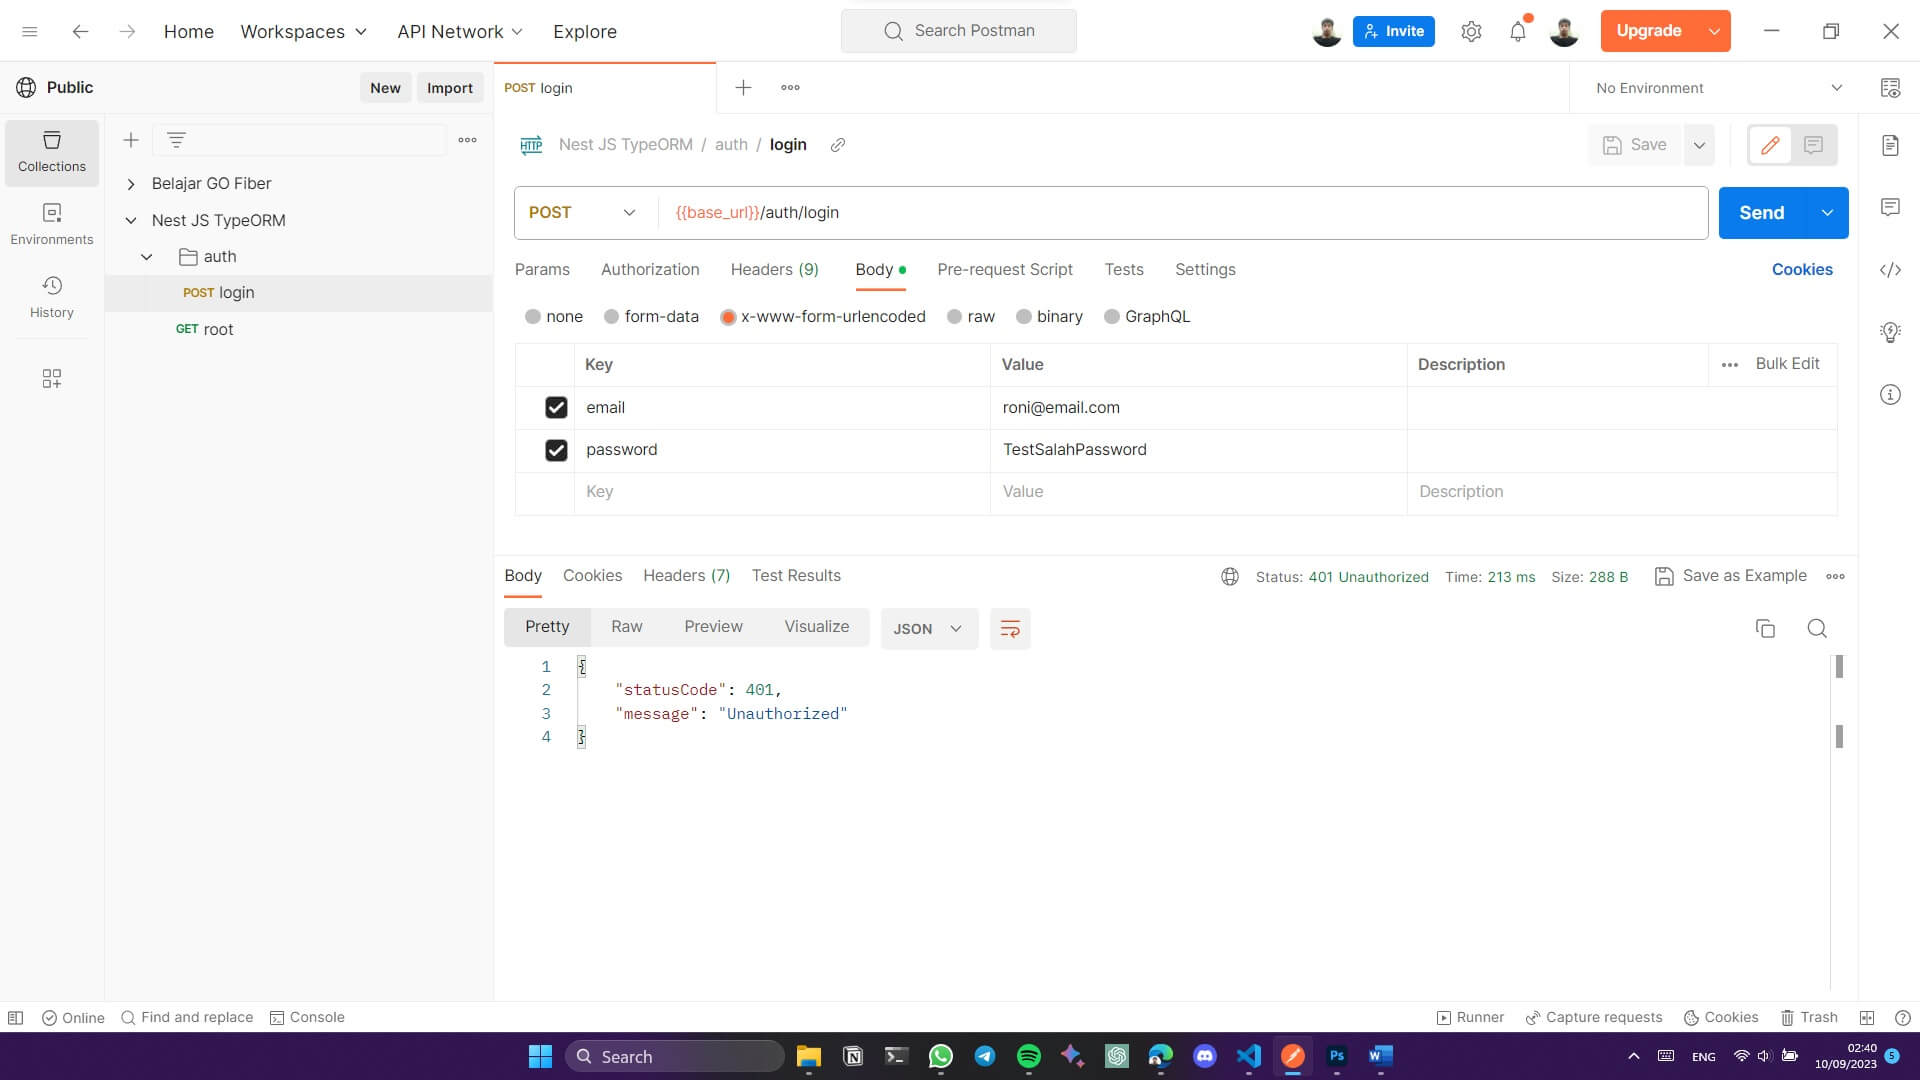 Home Workspaces API Network Explore Search Postman Invite Upgrade
Public New Import POST login No Environment
Collections
Environments
History
Belajar GO Fiber
Nest JS TypeORM
auth
POST login
GET root
HTTP Nest JS TypeORM / auth / login Save
POST {{base_url}}/auth/login Send
Params Authorization Headers (9) Body Pre-request Script Tests Settings Cookies
none form-data x-www-form-urlencoded raw binary GraphQL
Key Value Description Bulk Edit
email roni@email.com
password TestSalahPassword
Key Value Description
Body Cookies Headers (7) Test Results Status: 401 Unauthorized Time: 213 ms Size: 288 B Save as Example
Pretty Raw Preview Visualize JSON
1 {
2 "statusCode": 401,
3 "message": "Unauthorized"
4 }
Online Find and replace Console Runner Capture requests Cookies Trash
Search Ps ENG 02:40
10/09/2023 5